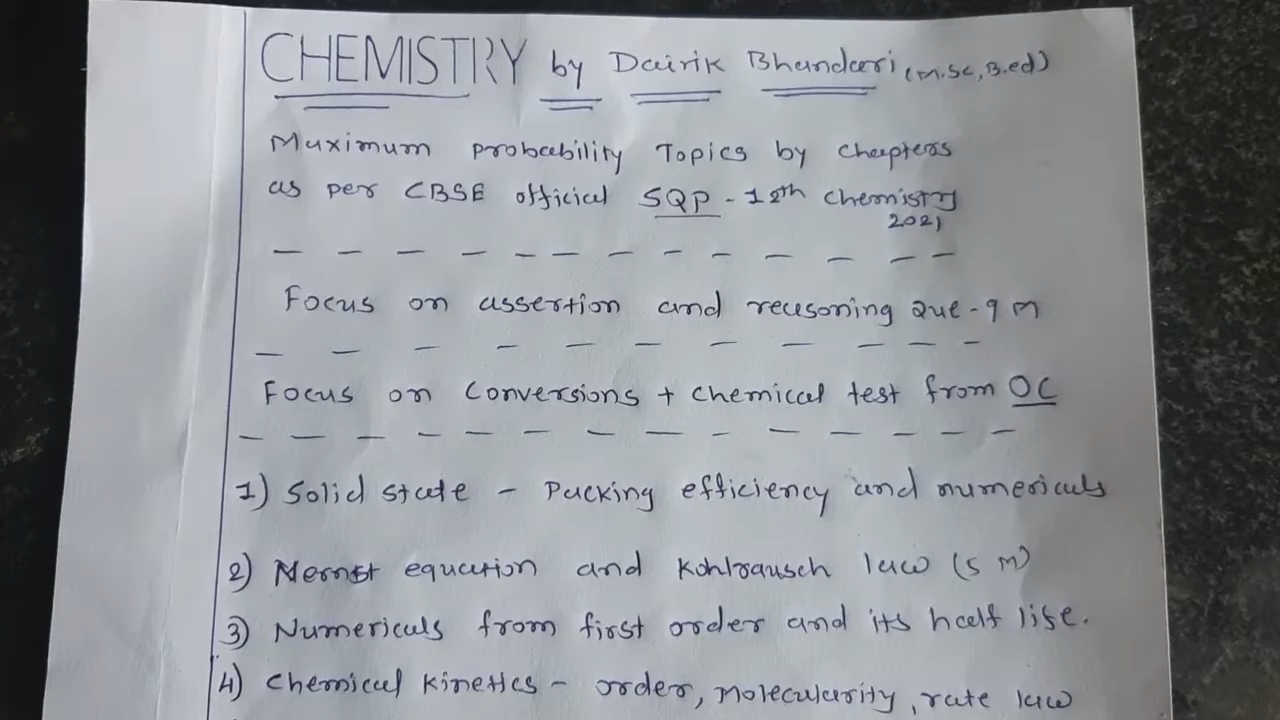 CHEMISTRY by Dairik Bhandari (M.Sc, B.ed)
Maximum probability Topics by chapters
as per CBSE official SQP - 12th chemistry
2021
Focus on assertion and reasoning Que - 9 M
Focus on Conversions + chemical test from OC
1) Solid state - Packing efficiency and numericals
2) Nernst equation and Kohlrausch law (5 M)
3) Numericals from first order and its half life.
4) Chemical Kinetics - order, Molecularity, rate law